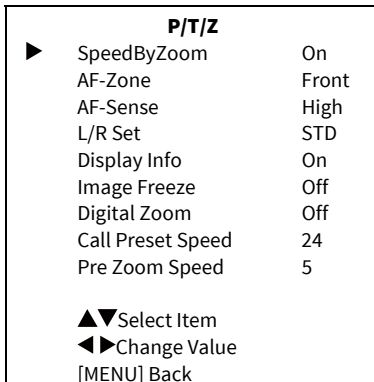 P/T/Z
▶ SpeedByZoom On
AF-Zone Front
AF-Sense High
L/R Set STD
Display Info On
Image Freeze Off
Digital Zoom Off
Call Preset Speed 24
Pre Zoom Speed 5
▲▼Select Item
◀ ▶Change Value
[MENU] Back